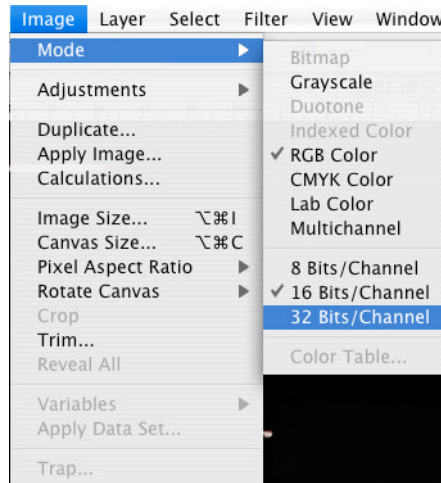 Image Layer Select Filter View Window
Mode
Adjustments
Duplicate...
Apply Image...
Calculations...
Image Size... ⌥⌘I
Canvas Size... ⌥⌘C
Pixel Aspect Ratio
Rotate Canvas
Crop
Trim...
Reveal All
Variables
Apply Data Set...
Trap...
Bitmap
Grayscale
Duotone
Indexed Color
✓ RGB Color
CMYK Color
Lab Color
Multichannel
8 Bits/Channel
✓ 16 Bits/Channel
32 Bits/Channel
Color Table...